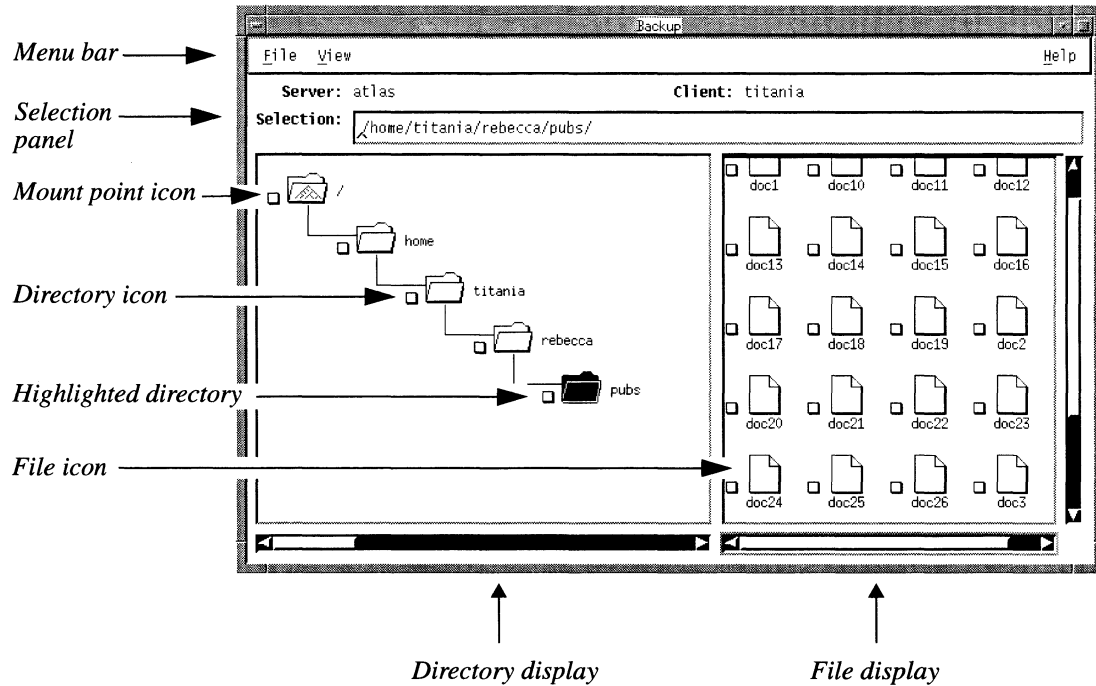 Backup
Menu bar
File View Help
Server: atlas Client: titania
Selection panel
Selection: /home/titania/rebecca/pubs/
Mount point icon
/
home
Directory icon
titania
rebecca
Highlighted directory
pubs
File icon
doc1 doc10 doc11 doc12
doc13 doc14 doc15 doc16
doc17 doc18 doc19 doc2
doc20 doc21 doc22 doc23
doc24 doc25 doc26 doc3
Directory display
File display